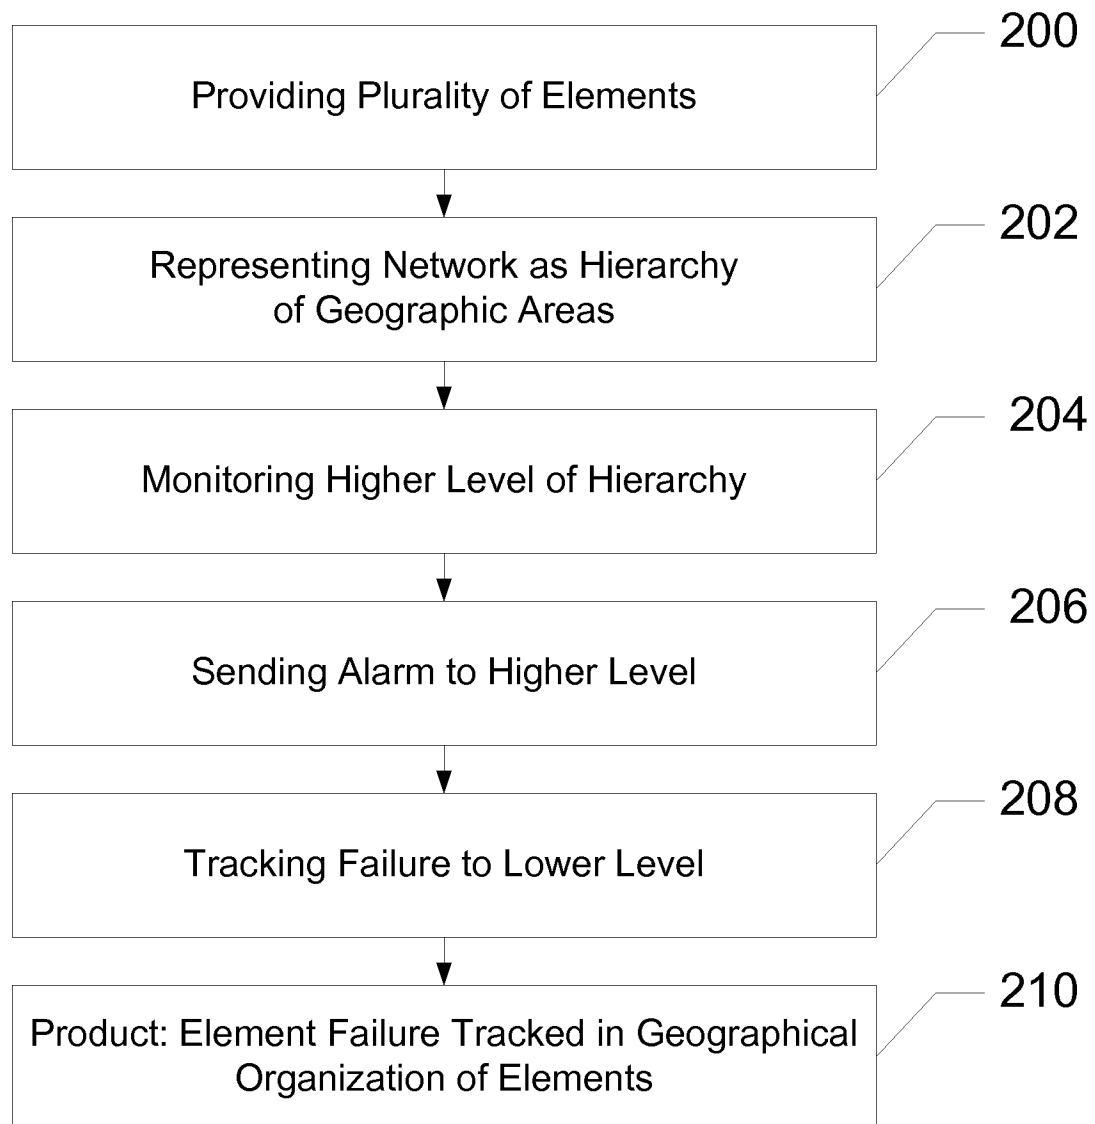 200
Providing Plurality of Elements
202
Representing Network as Hierarchy
of Geographic Areas
204
Monitoring Higher Level of Hierarchy
206
Sending Alarm to Higher Level
208
Tracking Failure to Lower Level
210
Product: Element Failure Tracked in Geographical
Organization of Elements